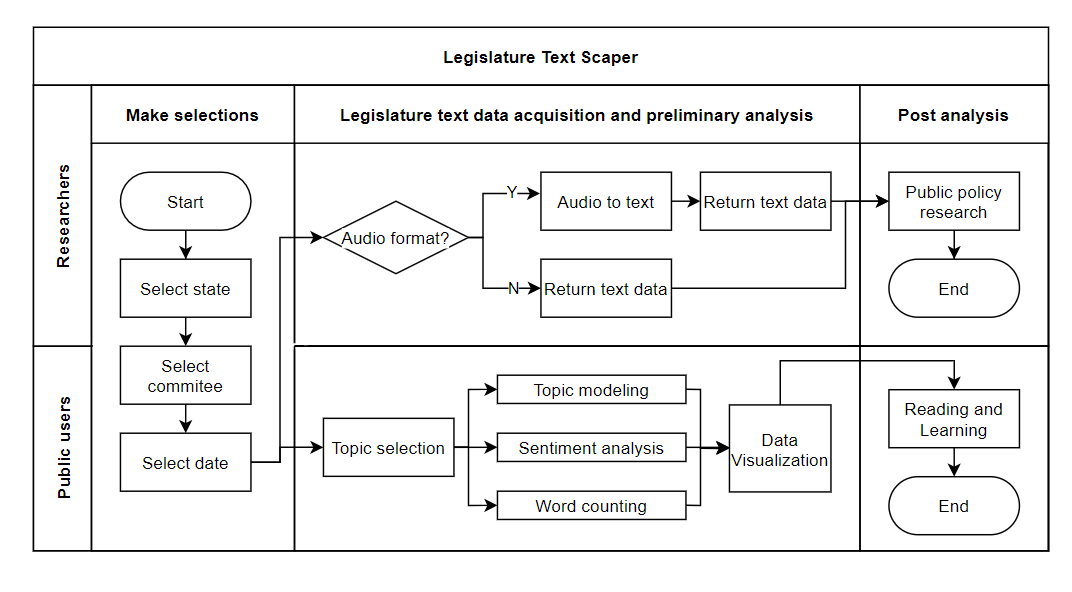 Legislature Text Scaper
Make selections
Legislature text data acquisition and preliminary analysis
Post analysis
Researchers
Start
Select state
Select
commitee
Select date
Audio format?
Y
Audio to text
Return text data
N
Return text data
Public policy
research
End
Public users
Topic selection
Topic modeling
Sentiment analysis
Word counting
Data
Visualization
Reading and
Learning
End